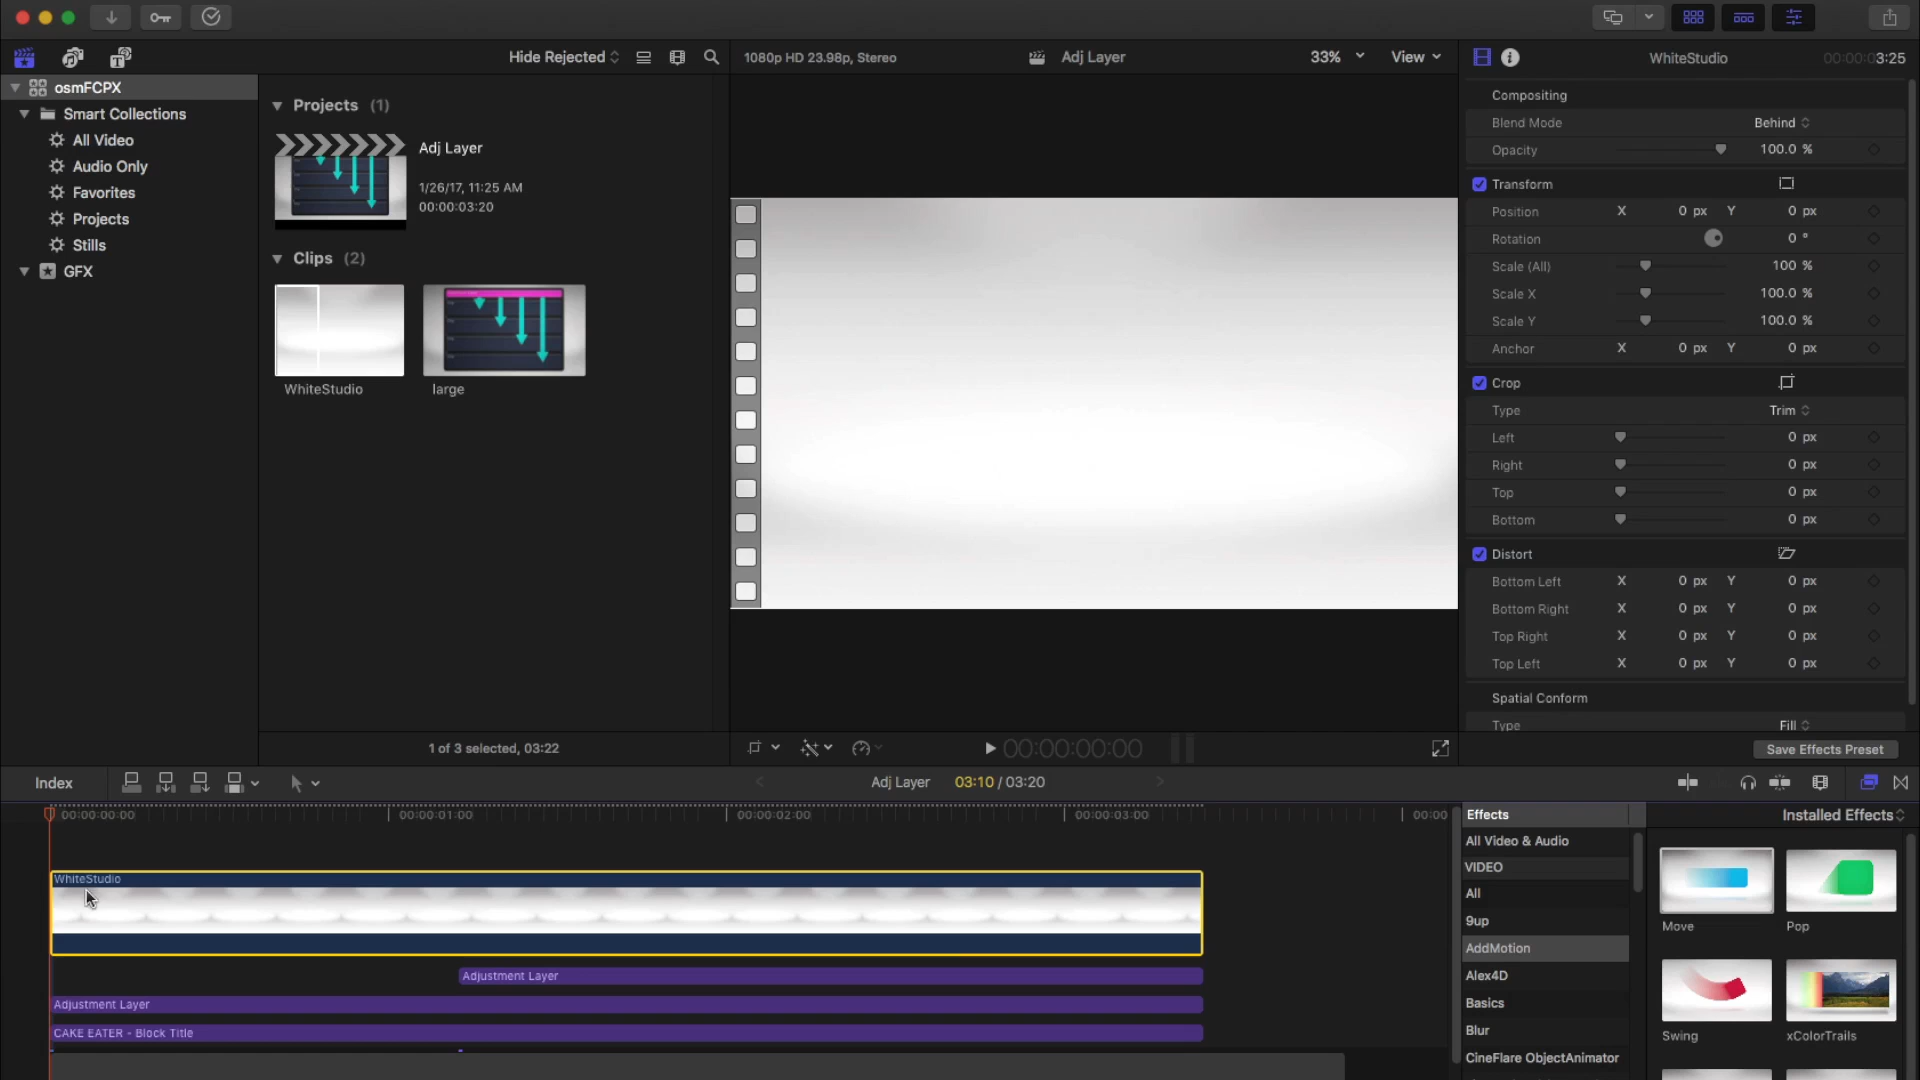 Hide Rejected
1080p HD 23.98p, Stereo
Adj Layer
33%
View
WhiteStudio
00:00:03:25
osmFCPX
Smart Collections
All Video
Audio Only
Favorites
Projects
Stills
GFX
Projects (1)
Adj Layer
1/26/17, 11:25 AM
00:00:03:20
Clips (2)
WhiteStudio
large
1 of 3 selected, 03:22
00:00:00:00
Compositing
Blend Mode Behind
Opacity 100.0 %
Transform
Position X 0 px Y 0 px
Rotation 0 °
Scale (All) 100 %
Scale X 100.0 %
Scale Y 100.0 %
Anchor X 0 px Y 0 px
Crop
Type Trim
Left 0 px
Right 0 px
Top 0 px
Bottom 0 px
Distort
Bottom Left X 0 px Y 0 px
Bottom Right X 0 px Y 0 px
Top Right X 0 px Y 0 px
Top Left X 0 px Y 0 px
Spatial Conform
Type Fill
Save Effects Preset
Index
Adj Layer 03:10 / 03:20
00:00:00:00
00:00:01:00
00:00:02:00
00:00:03:00
00:00
WhiteStudio
Adjustment Layer
Adjustment Layer
CAKE EATER - Block Title
Effects
Installed Effects
All Video & Audio
VIDEO
All
9up
AddMotion
Alex4D
Basics
Blur
CineFlare ObjectAnimator
Move
Pop
Swing
xColorTrails